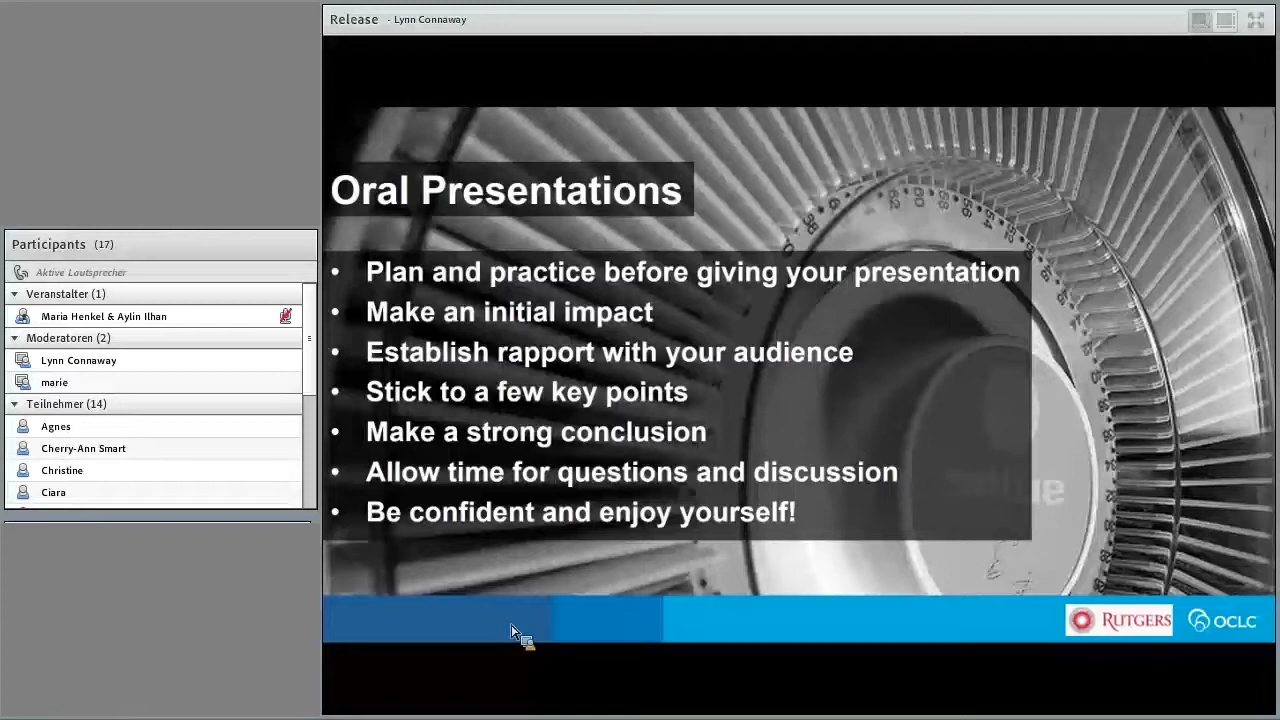 Release - Lynn Connaway
Participants (17)
Aktive Lautsprecher
Veranstalter (1)
Maria Henkel & Aylin Ilhan
Moderatoren (2)
Lynn Connaway
marie
Teilnehmer (14)
Agnes
Cherry-Ann Smart
Christine
Ciara
Oral Presentations
• Plan and practice before giving your presentation
• Make an initial impact
• Establish rapport with your audience
• Stick to a few key points
• Make a strong conclusion
• Allow time for questions and discussion
• Be confident and enjoy yourself!
RUTGERS
OCLC